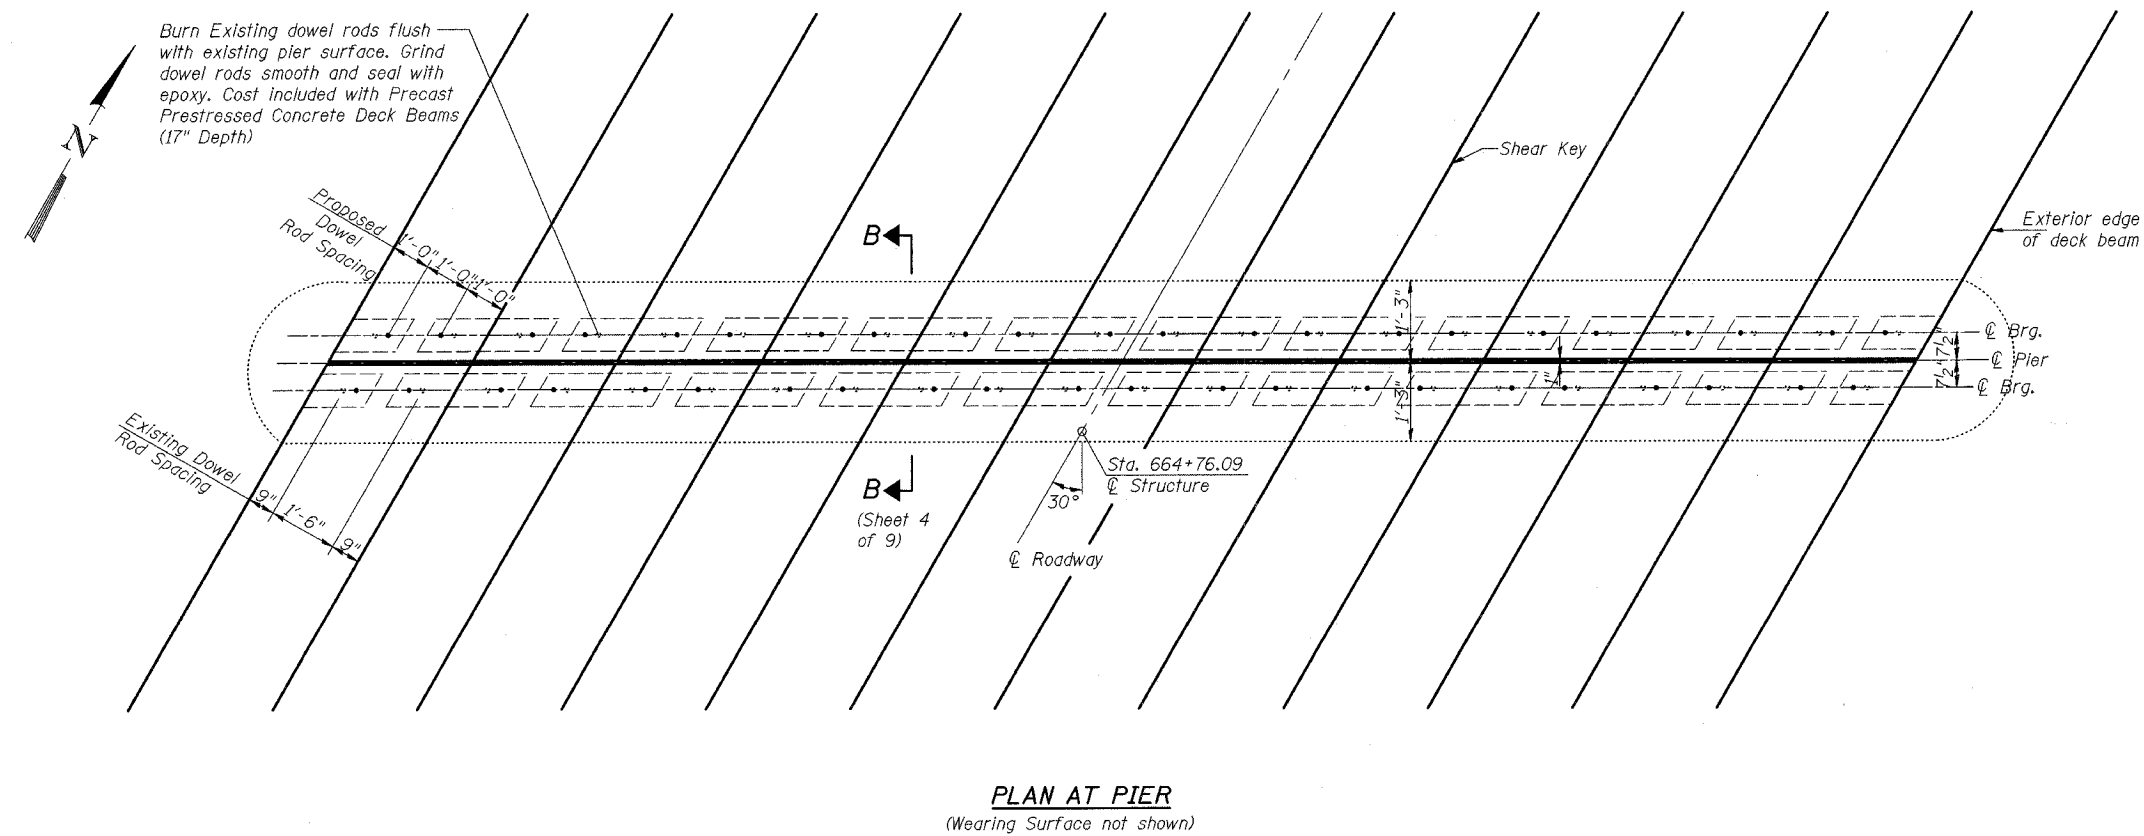 Burn Existing dowel rods flush
with existing pier surface. Grind
dowel rods smooth and seal with
epoxy. Cost included with Precast
Prestressed Concrete Deck Beams
(17" Depth)
N
Proposed
Dowel
Rod Spacing
1'-0"
1'-0"
1'-0"
B
Shear Key
Exterior edge
of deck beam
1'-3"
1'-3"
1"
7½"
7½"
℄ Brg.
℄ Pier
℄ Brg.
Existing Dowel
Rod Spacing
9"
1'-6"
9"
B
(Sheet 4
of 9)
Sta. 664+76.09
℄ Structure
30°
℄ Roadway
PLAN AT PIER
(Wearing Surface not shown)